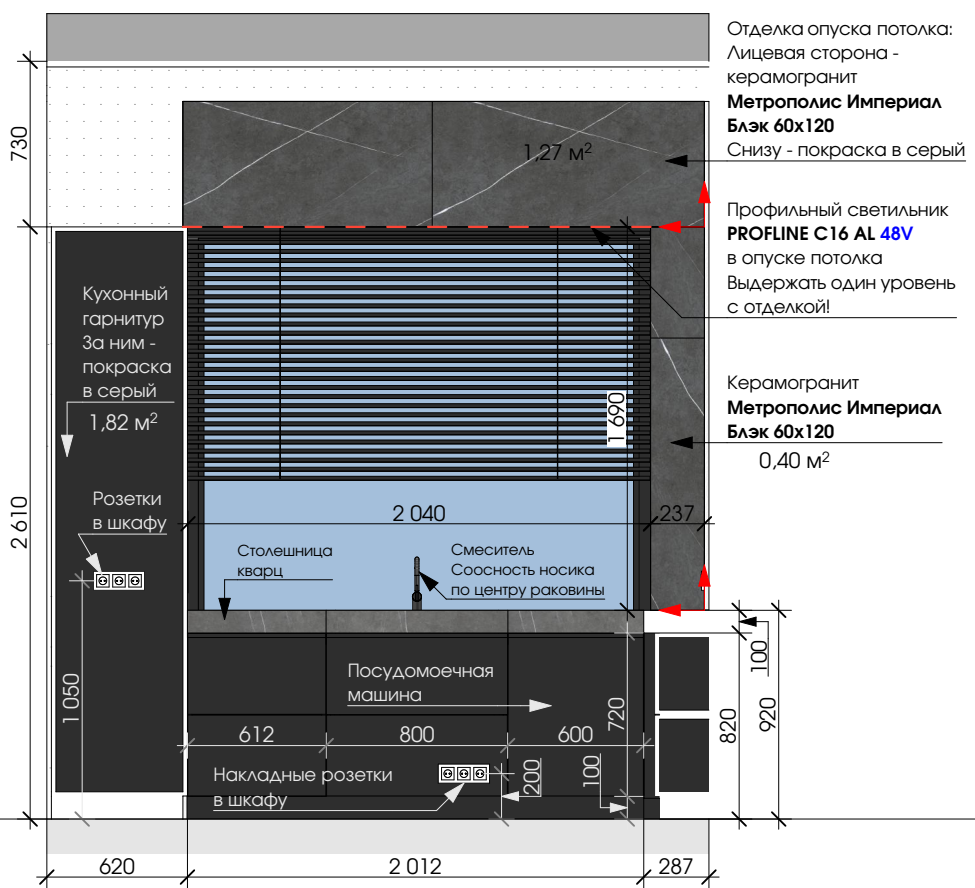 Отделка опуска потолка:
Лицевая сторона -
керамогранит
Метрополис Империал
Блэк 60х120
Снизу - покраска в серый
730
1,27 м²
Профильный светильник
PROFLINE C16 AL 48V
в опуске потолка
Выдержать один уровень
с отделкой!
Кухонный
гарнитур
За ним -
покраска
в серый
1,82 м²
1 690
Керамогранит
Метрополис Империал
Блэк 60х120
0,40 м²
2 610
Розетки
в шкафу
2 040
237
Столешница
кварц
Смеситель
Соосность носика
по центру раковины
1 050
Посудомоечная
машина
720
100
820
920
612
800
600
Накладные розетки
в шкафу
200
100
620
2 012
287